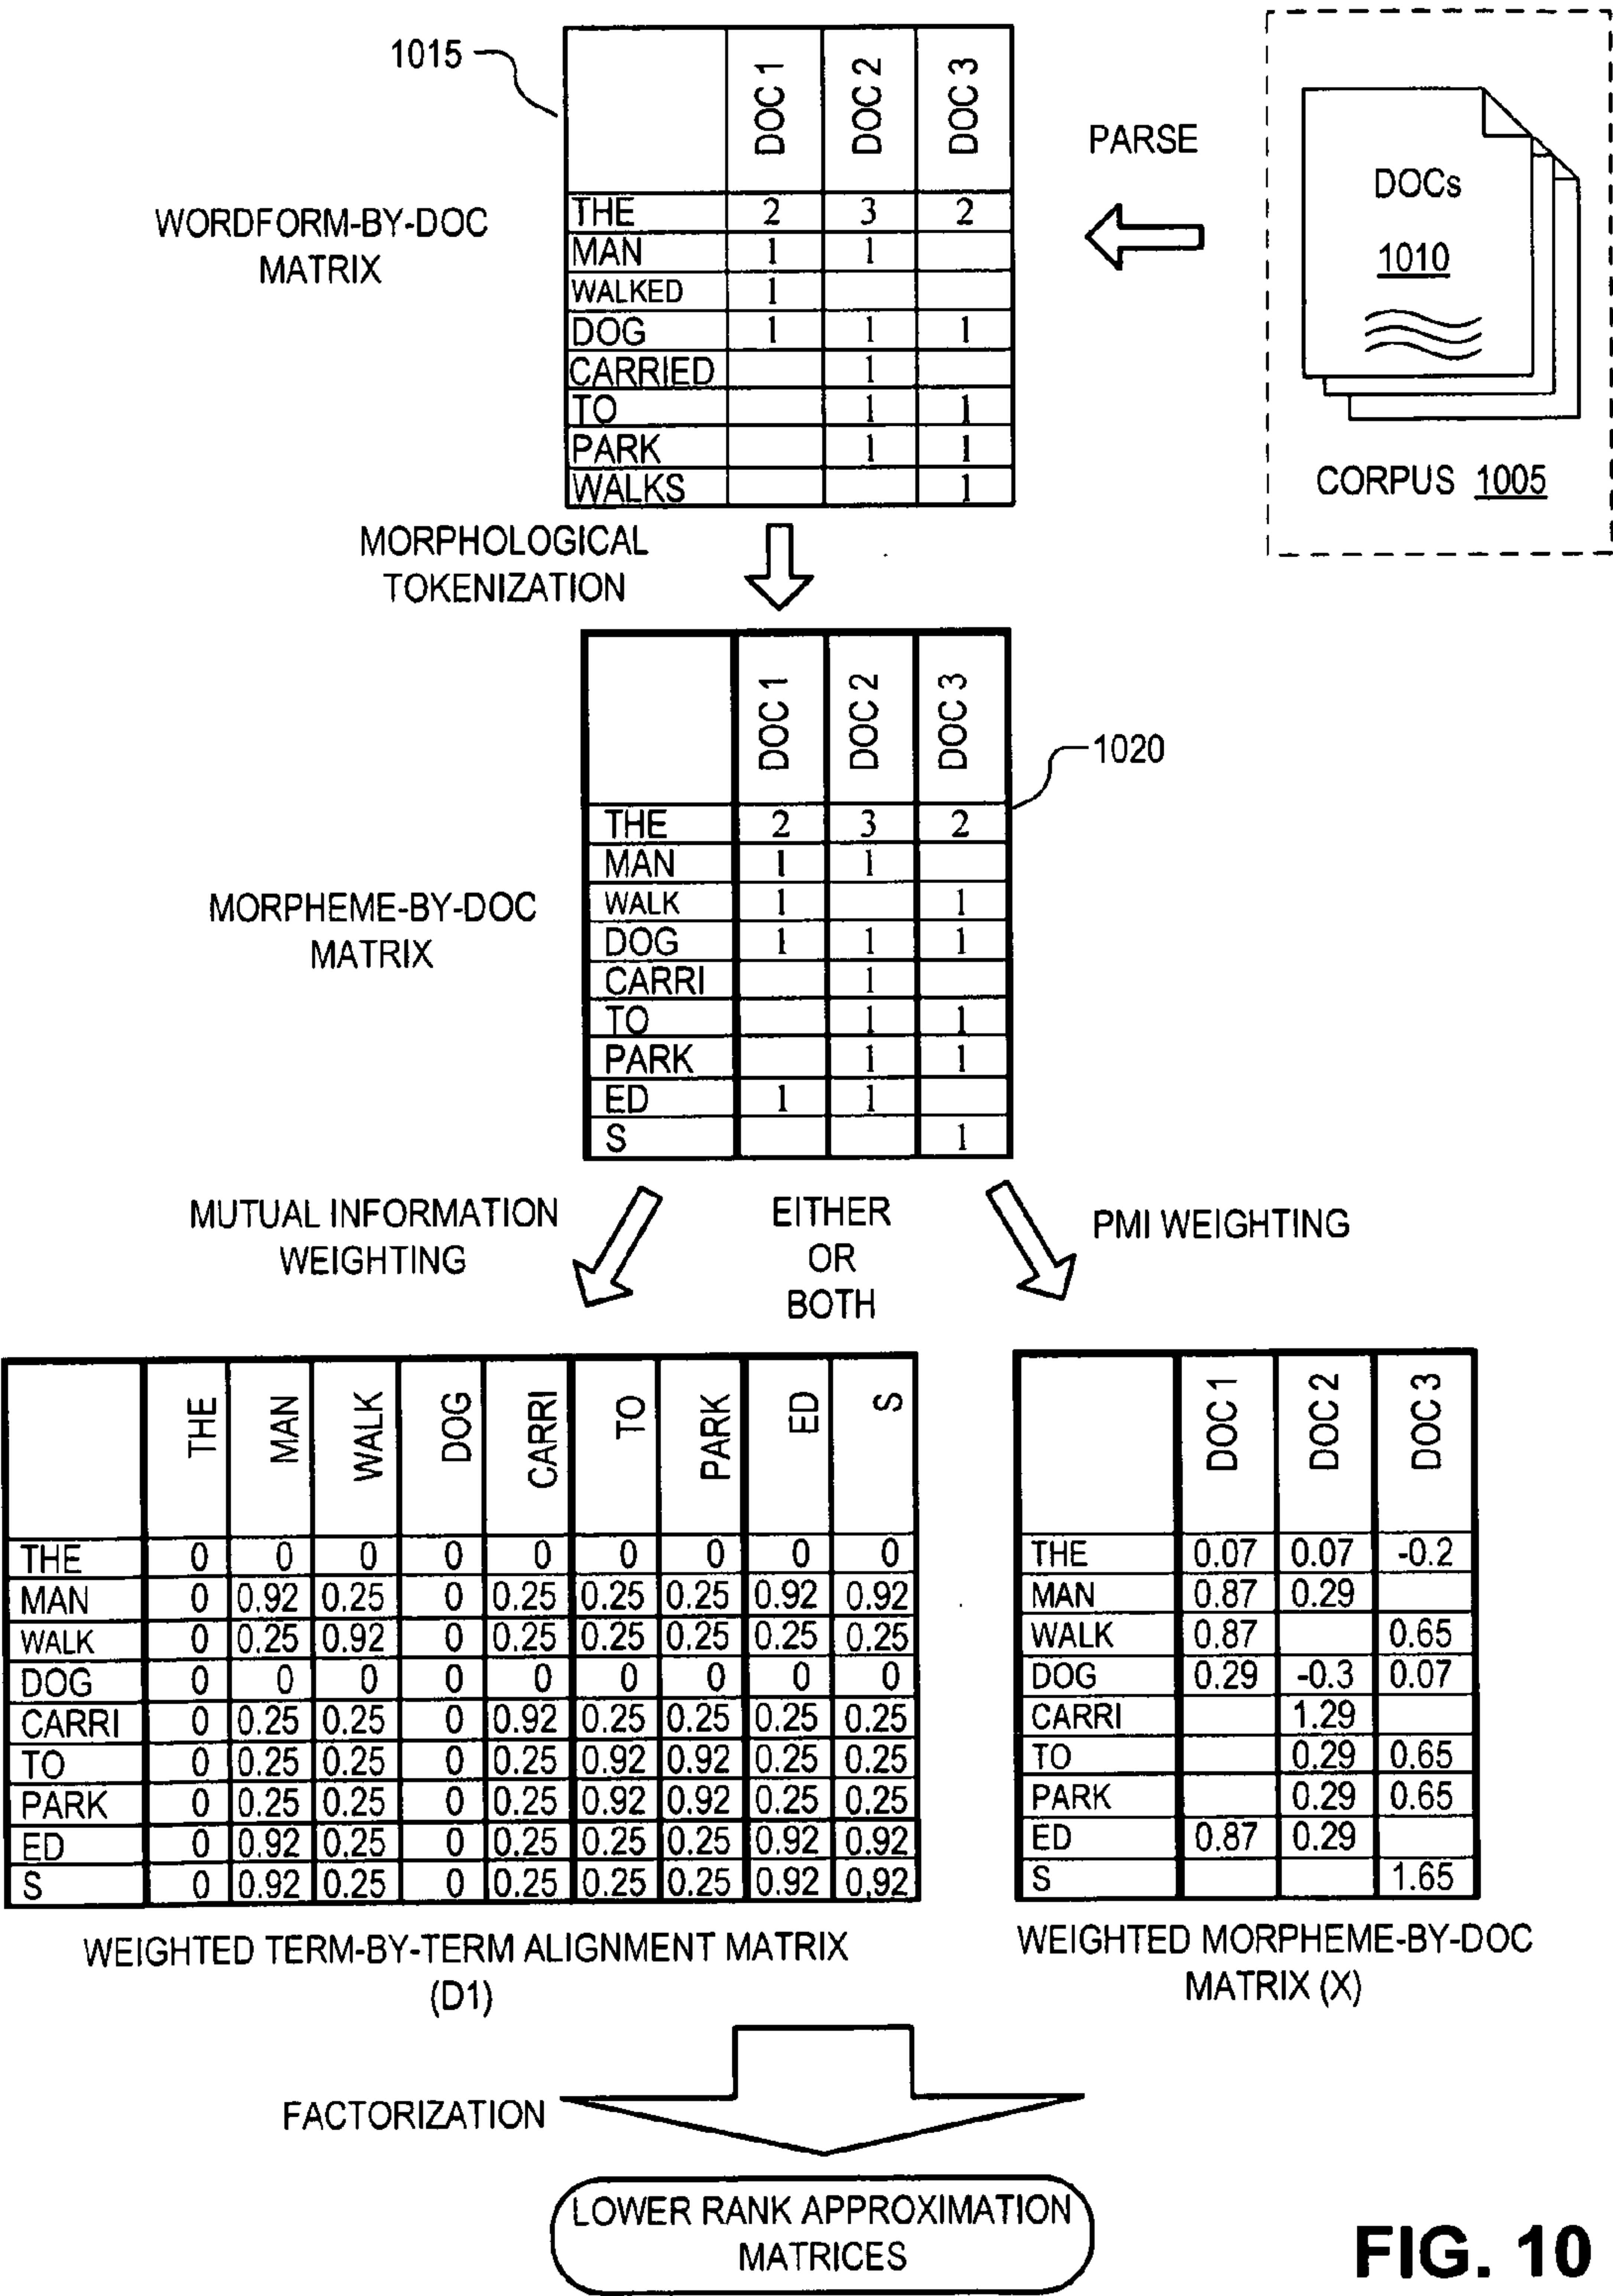 1015
DOC 1 DOC 2 DOC 3
THE 2 3 2
MAN 1 1
WALKED 1
DOG 1 1 1
CARRIED 1
TO 1 1
PARK 1 1
WALKS 1
WORDFORM-BY-DOC
MATRIX
PARSE
DOCs
1010
CORPUS 1005
MORPHOLOGICAL
TOKENIZATION
DOC 1 DOC 2 DOC 3
1020
THE 2 3 2
MAN 1 1
WALK 1 1
DOG 1 1 1
CARRI 1
TO 1 1
PARK 1 1
ED 1 1
S 1
MORPHEME-BY-DOC
MATRIX
MUTUAL INFORMATION
WEIGHTING
EITHER
OR
BOTH
PMI WEIGHTING
THE MAN WALK DOG CARRI TO PARK ED S
THE 0 0 0 0 0 0 0 0 0
MAN 0 0.92 0.25 0 0.25 0.25 0.25 0.92 0.92
WALK 0 0.25 0.92 0 0.25 0.25 0.25 0.25 0.25
DOG 0 0 0 0 0 0 0 0 0
CARRI 0 0.25 0.25 0 0.92 0.25 0.25 0.25 0.25
TO 0 0.25 0.25 0 0.25 0.92 0.92 0.25 0.25
PARK 0 0.25 0.25 0 0.25 0.92 0.92 0.25 0.25
ED 0 0.92 0.25 0 0.25 0.25 0.25 0.92 0.92
S 0 0.92 0.25 0 0.25 0.25 0.25 0.92 0.92
WEIGHTED TERM-BY-TERM ALIGNMENT MATRIX
(D1)
DOC 1 DOC 2 DOC 3
THE 0.07 0.07 -0.2
MAN 0.87 0.29
WALK 0.87 0.65
DOG 0.29 -0.3 0.07
CARRI 1.29
TO 0.29 0.65
PARK 0.29 0.65
ED 0.87 0.29
S 1.65
WEIGHTED MORPHEME-BY-DOC
MATRIX (X)
FACTORIZATION
LOWER RANK APPROXIMATION
MATRICES
FIG. 10